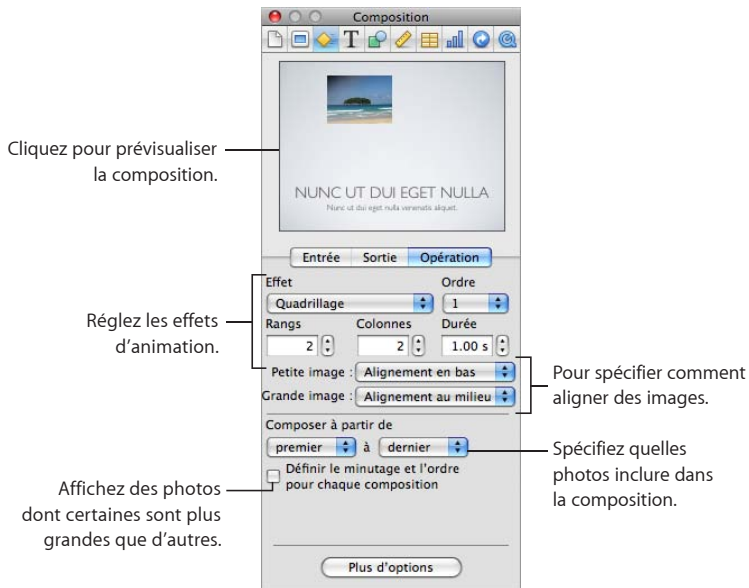 Composition
T
NUNC UT DUI EGET NULLA
Nunc ut dui eget nulla venenatis aliquet.
Cliquez pour prévisualiser
la composition.
Entrée Sortie Opération
Effet Ordre
Quadrillage 1
Rangs Colonnes Durée
2 2 1.00 s
Réglez les effets
d'animation.
Petite image : Alignement en bas
Grande image : Alignement au milieu
Pour spécifier comment
aligner des images.
Composer à partir de
premier à dernier
Définir le minutage et l'ordre
pour chaque composition
Spécifiez quelles
photos inclure dans
la composition.
Affichez des photos
dont certaines sont plus
grandes que d'autres.
Plus d'options